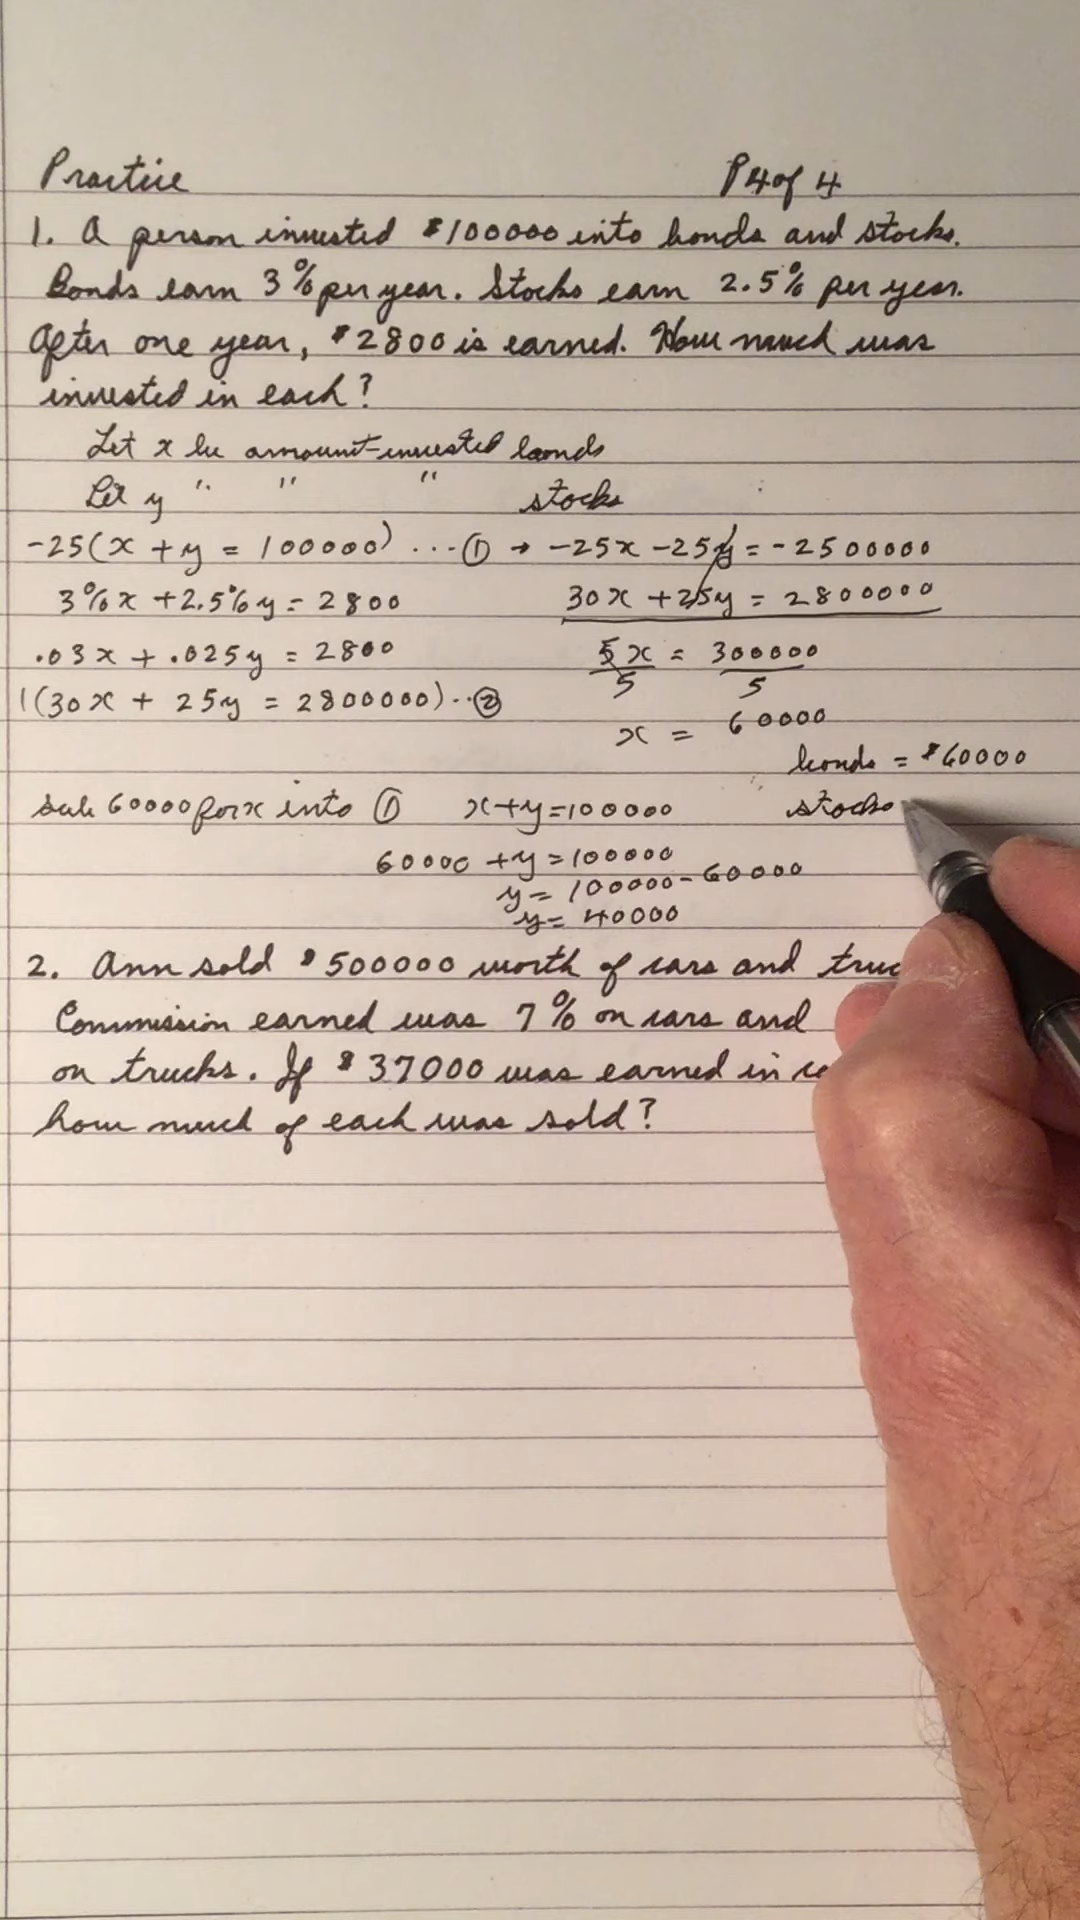 Practice P4 of 4
1. A person invested $100000 into bonds and stocks.
Bonds earn 3% per year. Stocks earn 2.5% per year.
After one year, $2800 is earned. How much was
invested in each?
Let x be amount invested bonds
Let y " " " stocks
-25(x + y = 100000) ...① → -25x -25y = -2500000
3%x + 2.5%y = 2800 30x + 25y = 2800000
.03x + .025y = 2800 5x = 300000
5 5
1(30x + 25y = 2800000)..②
x = 60000
bonds = $60000
sub 60000 for x into ① x+y=100000 stocks
60000 +y =100000
y= 100000-60000
y= 40000
2. Ann sold $500000 worth of cars and
Commission earned was 7% on cars and
on trucks. If $37000 was earned in
how much of each was sold?